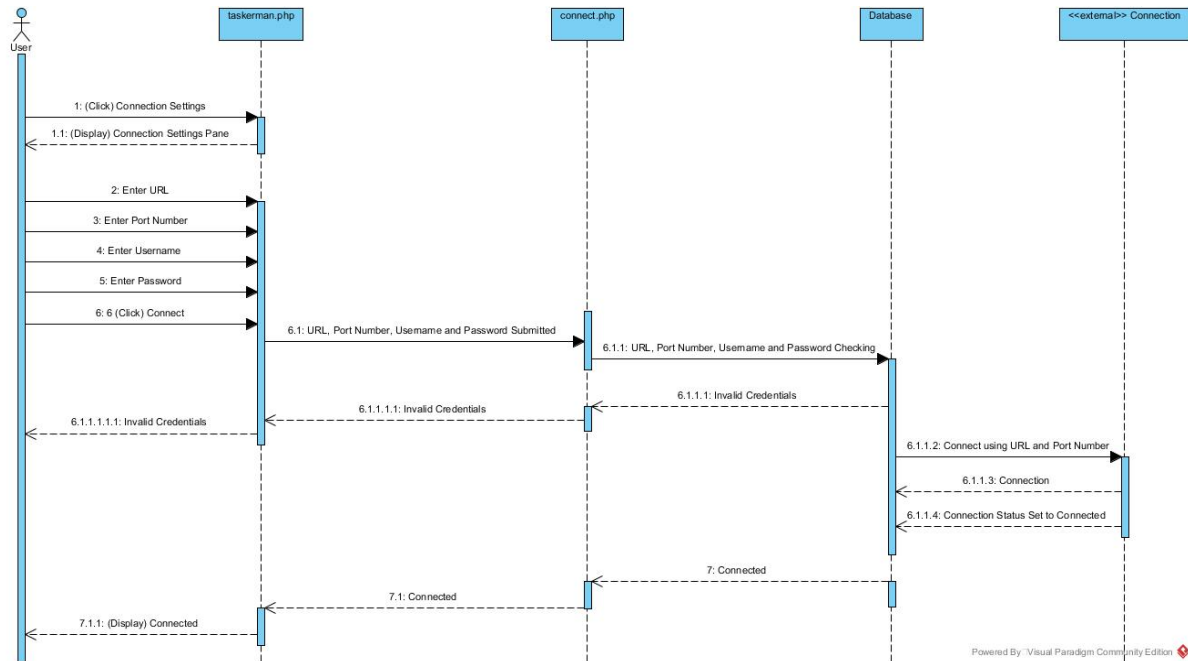 taskerman.php
connect.php
Database
<<external>> Connection
User
1: (Click) Connection Settings
1.1: (Display) Connection Settings Pane
2: Enter URL
3: Enter Port Number
4: Enter Username
5: Enter Password
6: 6 (Click) Connect
6.1: URL, Port Number, Username and Password Submitted
6.1.1: URL, Port Number, Username and Password Checking
6.1.1.1: Invalid Credentials
6.1.1.1.1: Invalid Credentials
6.1.1.1.1.1: Invalid Credentials
6.1.1.2: Connect using URL and Port Number
6.1.1.3: Connection
6.1.1.4: Connection Status Set to Connected
7: Connected
7.1: Connected
7.1.1: (Display) Connected
Powered By Visual Paradigm Community Edition